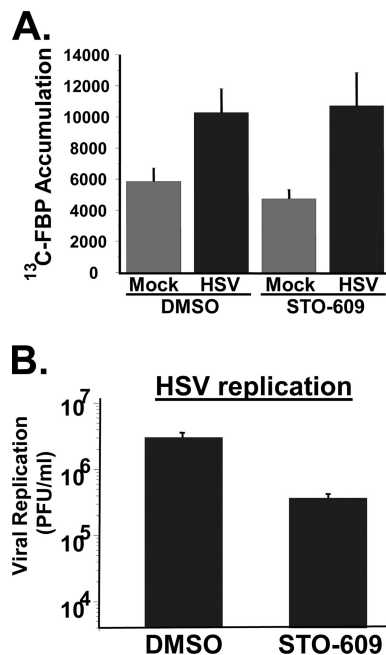 A.
14000
12000
10000
8000
6000
4000
2000
0
13C-FBP Accumulation
Mock HSV Mock HSV
DMSO STO-609
B.
HSV replication
10^7
10^6
10^5
10^4
Viral Replication
(PFU/ml)
DMSO STO-609